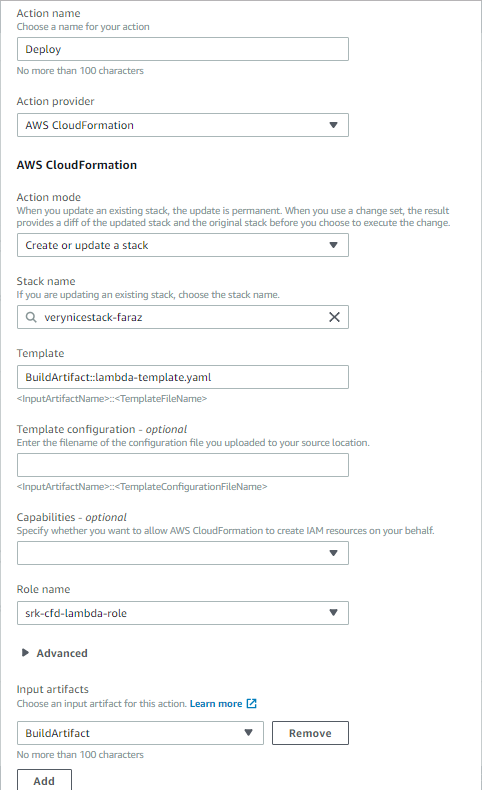 Action name
Choose a name for your action
Deploy
No more than 100 characters
Action provider
AWS CloudFormation
AWS CloudFormation
Action mode
When you update an existing stack, the update is permanent. When you use a change set, the result
provides a diff of the updated stack and the original stack before you choose to execute the change.
Create or update a stack
Stack name
If you are updating an existing stack, choose the stack name.
verynicestack-faraz
Template
BuildArtifact::lambda-template.yaml
<InputArtifactName>::<TemplateFileName>
Template configuration - optional
Enter the filename of the configuration file you uploaded to your source location.
<InputArtifactName>::<TemplateConfigurationFileName>
Capabilities - optional
Specify whether you want to allow AWS CloudFormation to create IAM resources on your behalf.
Role name
srk-cfd-lambda-role
Advanced
Input artifacts
Choose an input artifact for this action. Learn more
BuildArtifact
Remove
No more than 100 characters
Add